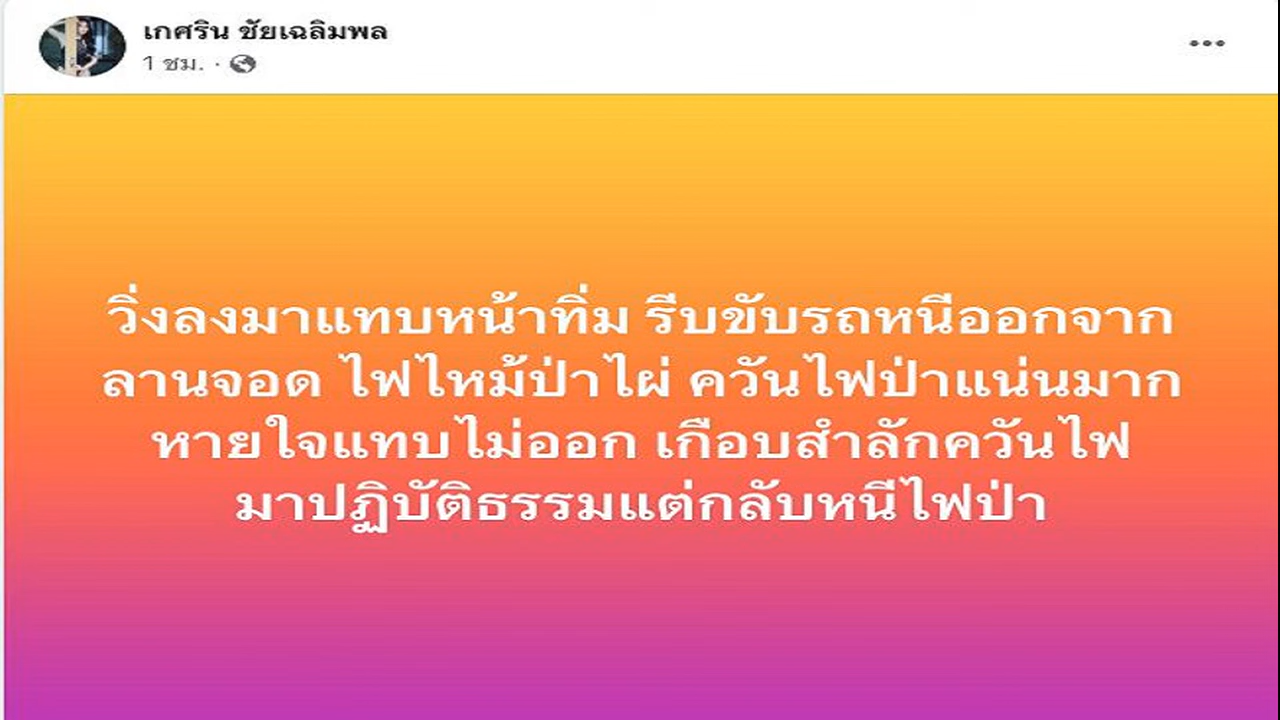 เกศริน ชัยเฉลิมพล
1 ชม. ·
วิ่งลงมาแทบหน้าทิ่ม รีบขับรถหนีออกจาก
ลานจอด ไฟไหม้ป่าไผ่ ควันไฟป่าแน่นมาก
หายใจแทบไม่ออก เกือบสำลักควันไฟ
มาปฏิบัติธรรมแต่กลับหนีไฟป่า